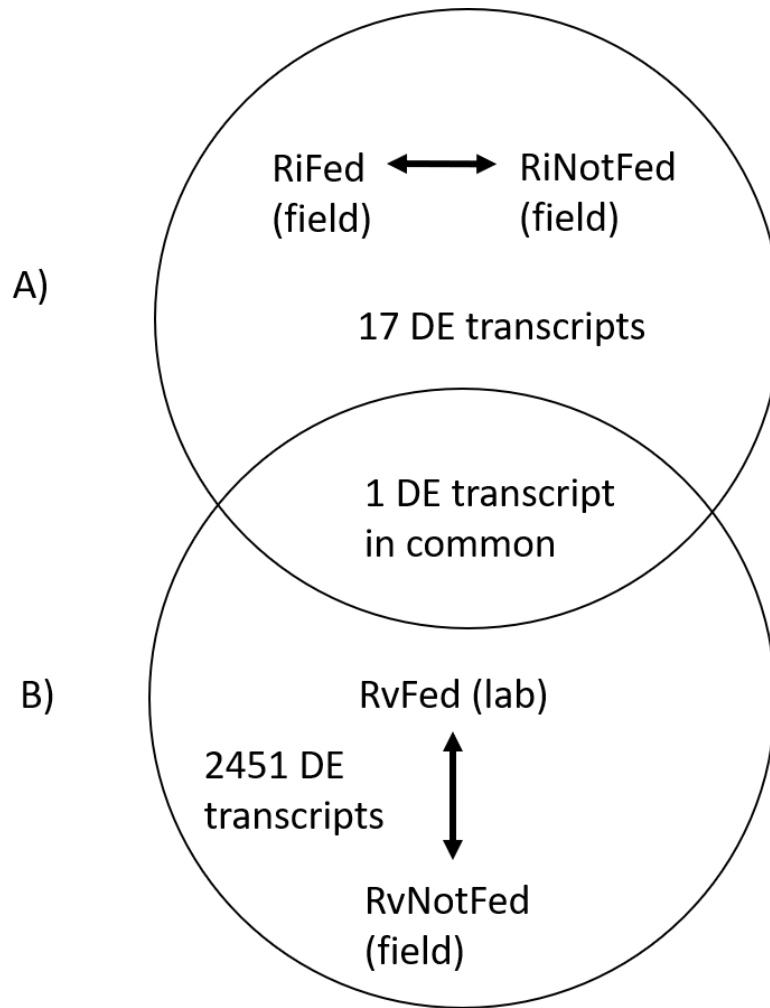 RiFed
(field)
RiNotFed
(field)
A)
17 DE transcripts
1 DE transcript
in common
B)
RvFed (lab)
2451 DE
transcripts
RvNotFed
(field)